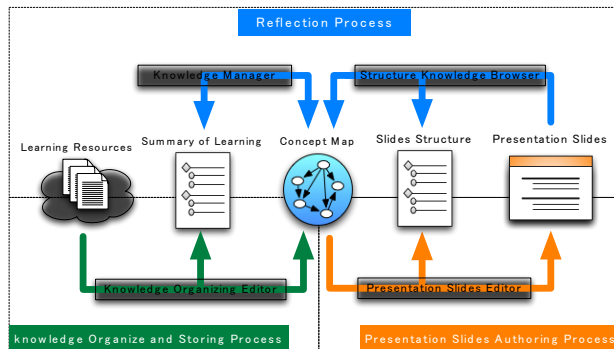 Reflection Process
Knowledge Manager
Structure Knowledge Browser
Learning Resources
Summary of Learning
Concept Map
Slides Structure
Presentation Slides
Knowledge Organizing Editor
Presentation Slides Editor
knowledge Organize and Storing Process
Presentation Slides Authoring Process